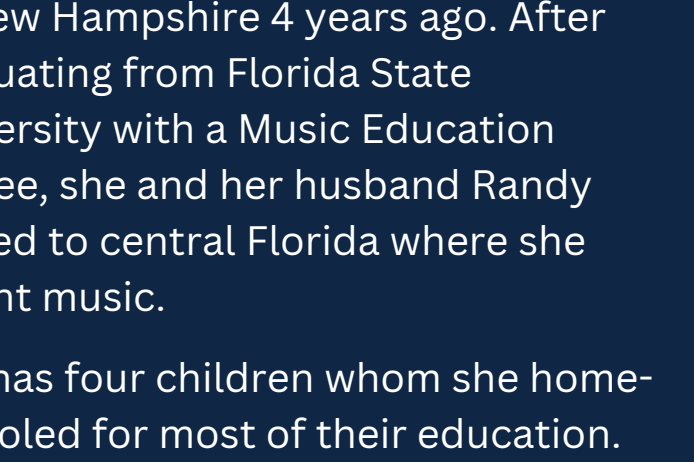 ew Hampshire 4 years ago. After
uating from Florida State
ersity with a Music Education
ee, she and her husband Randy
ed to central Florida where she
nt music.
has four children whom she home-
oled for most of their education.